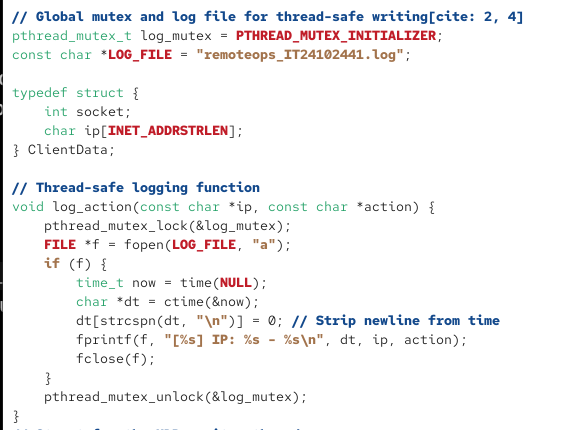 // Global mutex and log file for thread-safe writing[cite: 2, 4]
pthread_mutex_t log_mutex = PTHREAD_MUTEX_INITIALIZER;
const char *LOG_FILE = "remoteops_IT24102441.log";

typedef struct {
    int socket;
    char ip[INET_ADDRSTRLEN];
} ClientData;

// Thread-safe logging function
void log_action(const char *ip, const char *action) {
    pthread_mutex_lock(&log_mutex);
    FILE *f = fopen(LOG_FILE, "a");
    if (f) {
        time_t now = time(NULL);
        char *dt = ctime(&now);
        dt[strcspn(dt, "\n")] = 0; // Strip newline from time
        fprintf(f, "[%s] IP: %s - %s\n", dt, ip, action);
        fclose(f);
    }
    pthread_mutex_unlock(&log_mutex);
}